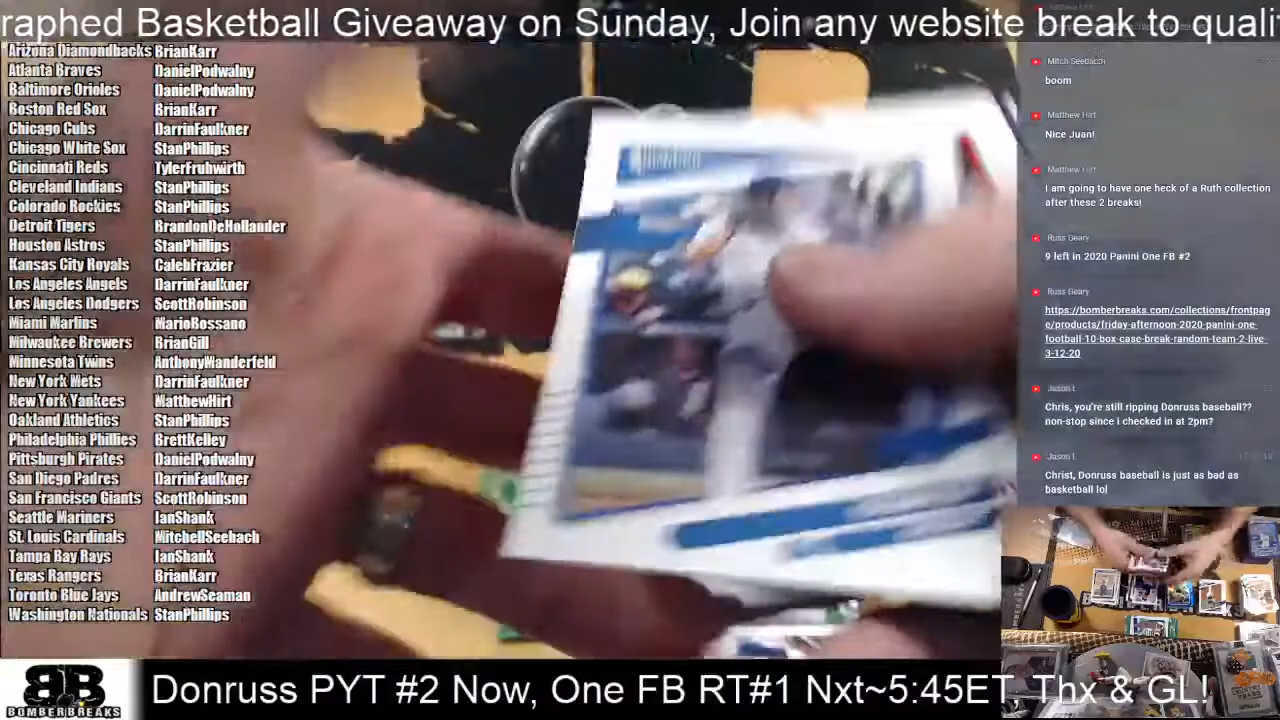 raphed Basketball Giveaway on Sunday, Join any website break to quali
Arizona Diamondbacks BrianKarr
Atlanta Braves DanielPodwalny
Baltimore Orioles DanielPodwalny
Boston Red Sox BrianKarr
Chicago Cubs DarrinFaulkner
Chicago White Sox StanPhillips
Cincinnati Reds TylerFruhwirth
Cleveland Indians StanPhillips
Colorado Rockies StanPhillips
Detroit Tigers BrandonDeHollander
Houston Astros StanPhillips
Kansas City Royals CalebFrazier
Los Angeles Angels DarrinFaulkner
Los Angeles Dodgers ScottRobinson
Miami Marlins MarioRossano
Milwaukee Brewers BrianGill
Minnesota Twins AnthonyWanderfeld
New York Mets DarrinFaulkner
New York Yankees MatthewHirt
Oakland Athletics StanPhillips
Philadelphia Phillies BrettKelley
Pittsburgh Pirates DanielPodwalny
San Diego Padres DarrinFaulkner
San Francisco Giants ScottRobinson
Seattle Mariners IanShank
St. Louis Cardinals MitchellSeebach
Tampa Bay Rays IanShank
Texas Rangers BrianKarr
Toronto Blue Jays AndrewSeaman
Washington Nationals StanPhillips
Mitch Seebach
boom
Matthew Hirt
Nice Juan!
Matthew Hirt
I am going to have one heck of a Ruth collection
after these 2 breaks!
Russ Geary
9 left in 2020 Panini One FB #2
Russ Geary
https://bomberbreaks.com/collections/frontpag
e/products/friday-afternoon-2020-panini-one-
football-10-box-case-break-random-team-2-live-
3-12-20
Jason t
Chris, you're still ripping Donruss baseball??
non-stop since i checked in at 2pm?
Jason t
Christ, Donruss baseball is just as bad as
basketball lol
BB
BOMBERBREAKS
Donruss PYT #2 Now, One FB RT#1 Nxt~5:45ET. Thx & GL!